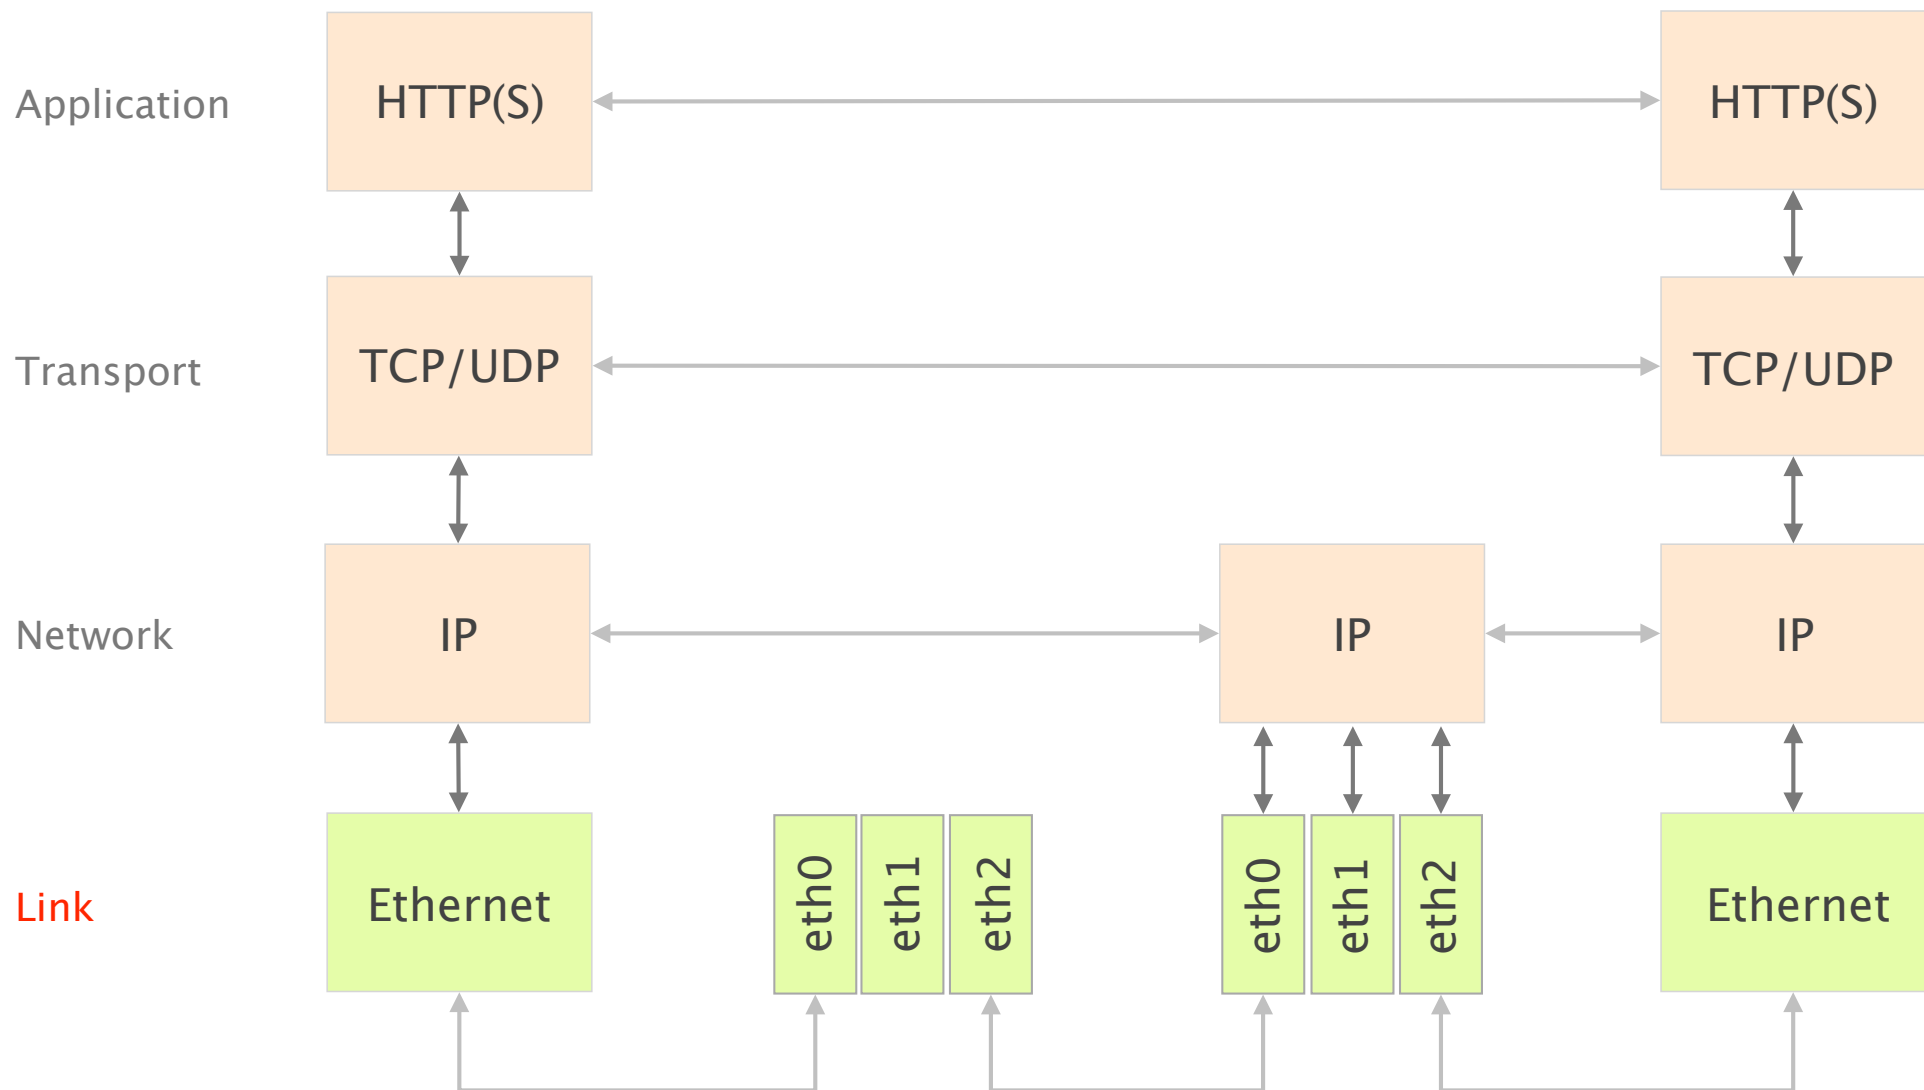 Application
HTTP(S)
HTTP(S)
Transport
TCP/UDP
TCP/UDP
Network
IP
IP
IP
Link
Ethernet
eth0
eth1
eth2
eth0
eth1
eth2
Ethernet